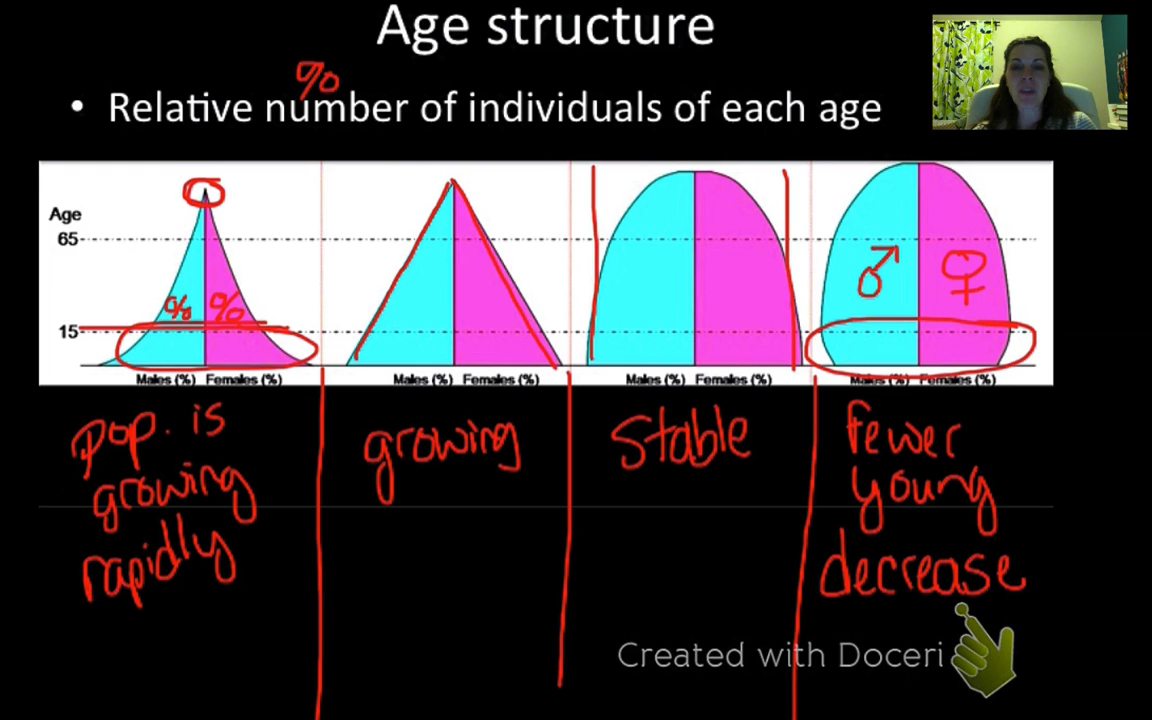 Age structure
%
• Relative number of individuals of each age
Age
65
% %
15
Males (%) Females (%)
Males (%) Females (%)
Males (%) Females (%)
♂ ♀
Males (%) Females (%)
pop. is
growing
rapidly
growing
Stable
fewer
young
decrease
Created with Doceri